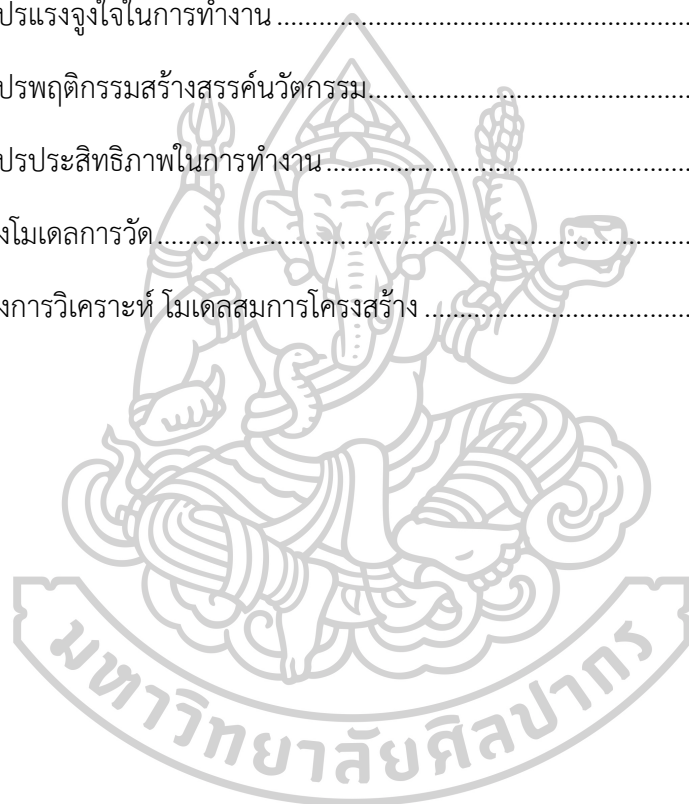 ปรแรงจูงใจในการทำงาน ..........................................................
ปรพฤติกรรมสร้างสรรค์นวัตกรรม..........................................
ปรประสิทธิภาพในการทำงาน ................................................
งโมเดลการวัด..........................................................................
งการวิเคราะห์ โมเดลสมการโครงสร้าง ...................................
มหาวิทยาลัยศิลปากร